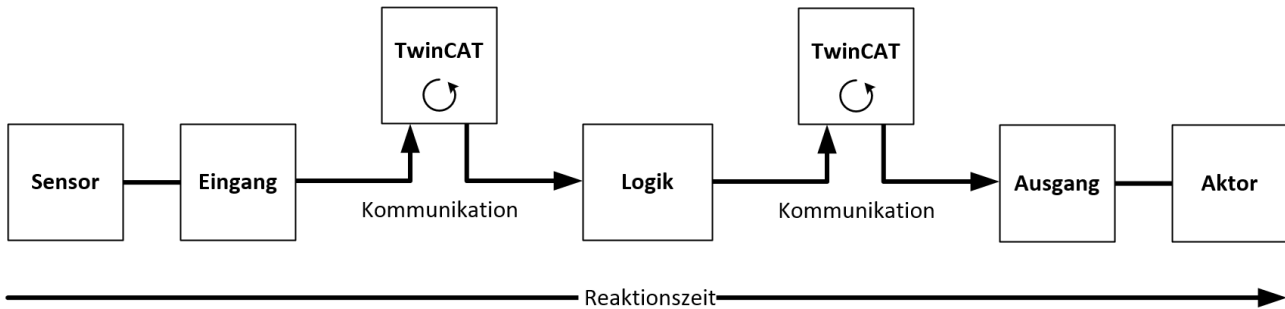 TwinCAT
TwinCAT
Sensor
Eingang
Kommunikation
Logik
Kommunikation
Ausgang
Aktor
Reaktionszeit